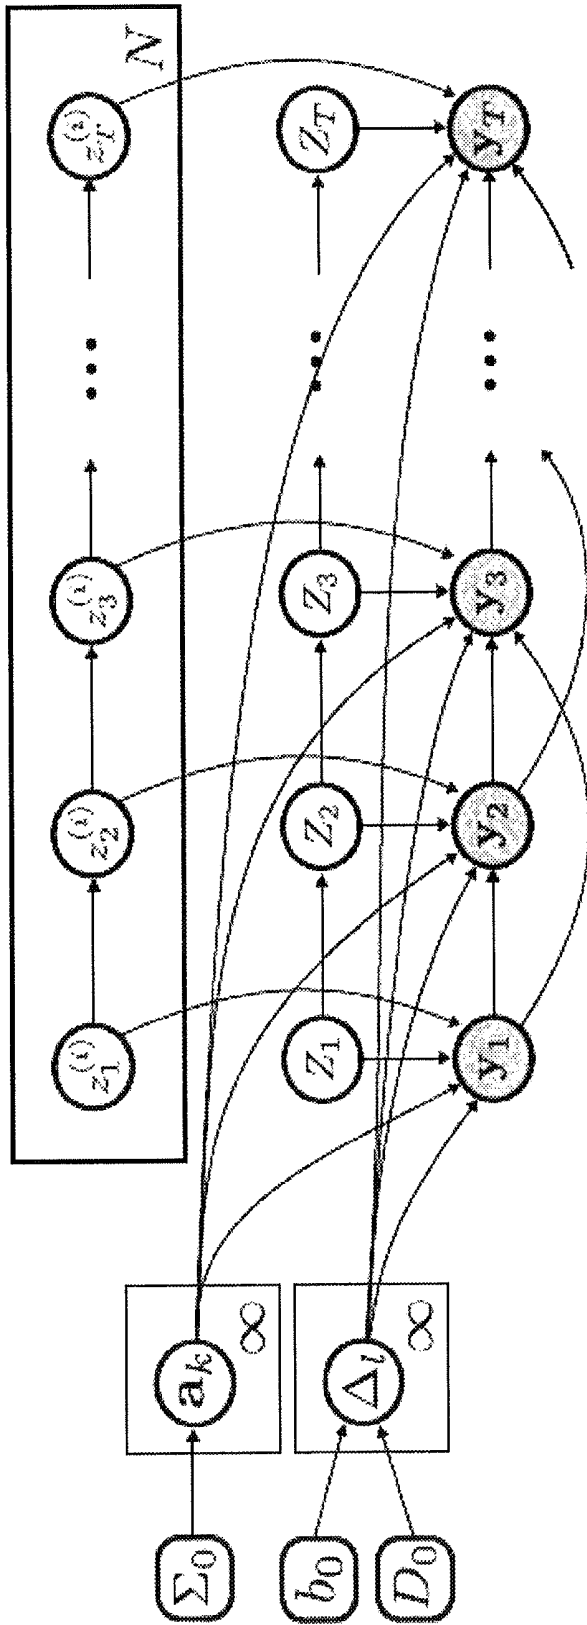 z_1^{(i)} z_2^{(i)} z_3^{(i)} ... z_T^{(i)} N
Σ_0 a_k ∞
Z_1 Z_2 Z_3 ... Z_T
b_0 Δ_l ∞
D_0
y_1 y_2 y_3 ... y_T